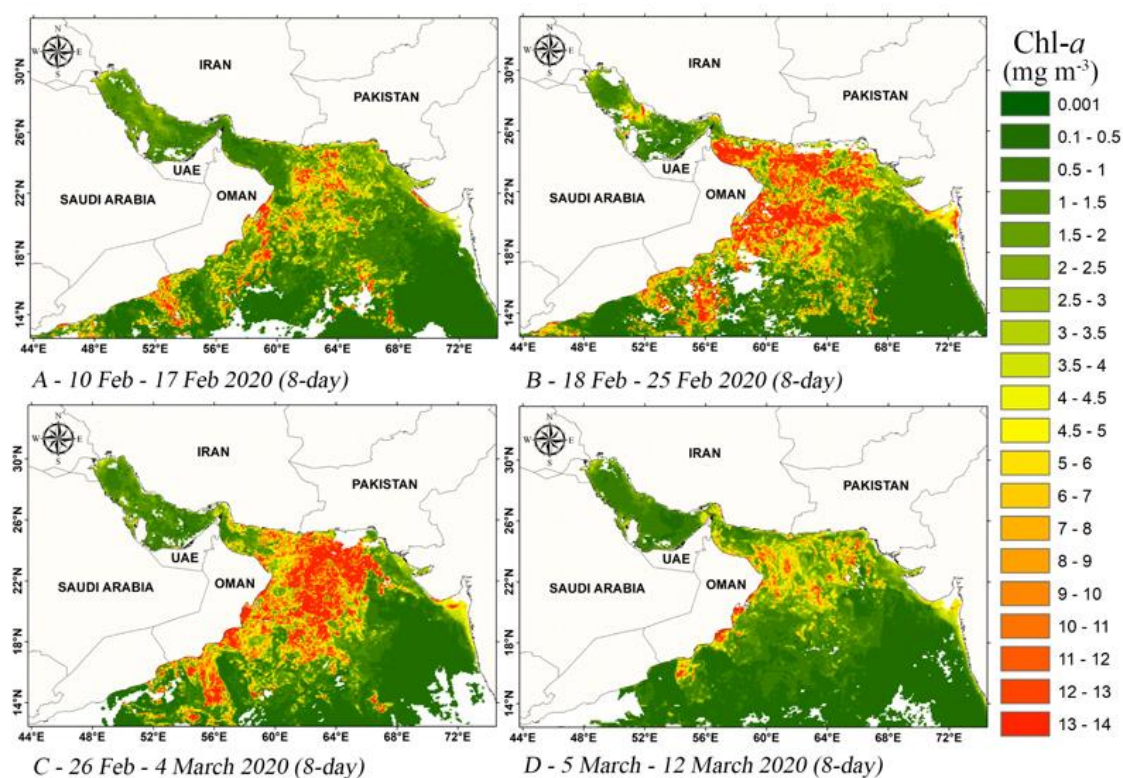 N
W E
S
IRAN
PAKISTAN
UAE
OMAN
SAUDI ARABIA
30°N
26°N
22°N
18°N
14°N
44°E 48°E 52°E 56°E 60°E 64°E 68°E 72°E
A - 10 Feb - 17 Feb 2020 (8-day)
N
W E
S
IRAN
PAKISTAN
UAE
OMAN
SAUDI ARABIA
30°N
26°N
22°N
18°N
14°N
44°E 48°E 52°E 56°E 60°E 64°E 68°E 72°E
B - 18 Feb - 25 Feb 2020 (8-day)
N
W E
S
IRAN
PAKISTAN
UAE
OMAN
SAUDI ARABIA
30°N
26°N
22°N
18°N
14°N
44°E 48°E 52°E 56°E 60°E 64°E 68°E 72°E
C - 26 Feb - 4 March 2020 (8-day)
N
W E
S
IRAN
PAKISTAN
UAE
OMAN
SAUDI ARABIA
30°N
26°N
22°N
18°N
14°N
44°E 48°E 52°E 56°E 60°E 64°E 68°E 72°E
D - 5 March - 12 March 2020 (8-day)
Chl-a
(mg m⁻³)
0.001
0.1 - 0.5
0.5 - 1
1 - 1.5
1.5 - 2
2 - 2.5
2.5 - 3
3 - 3.5
3.5 - 4
4 - 4.5
4.5 - 5
5 - 6
6 - 7
7 - 8
8 - 9
9 - 10
10 - 11
11 - 12
12 - 13
13 - 14